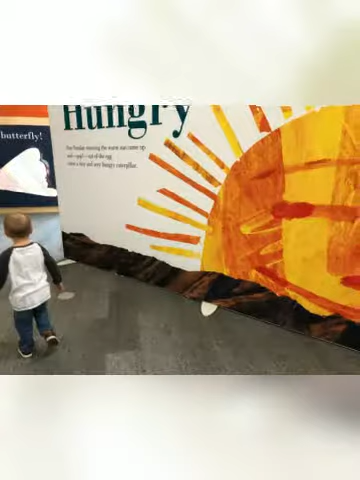 butterfly!
Hungry
One Sunday morning the warm sun came up
and - pop! - out of the egg
came a tiny and very hungry caterpillar.